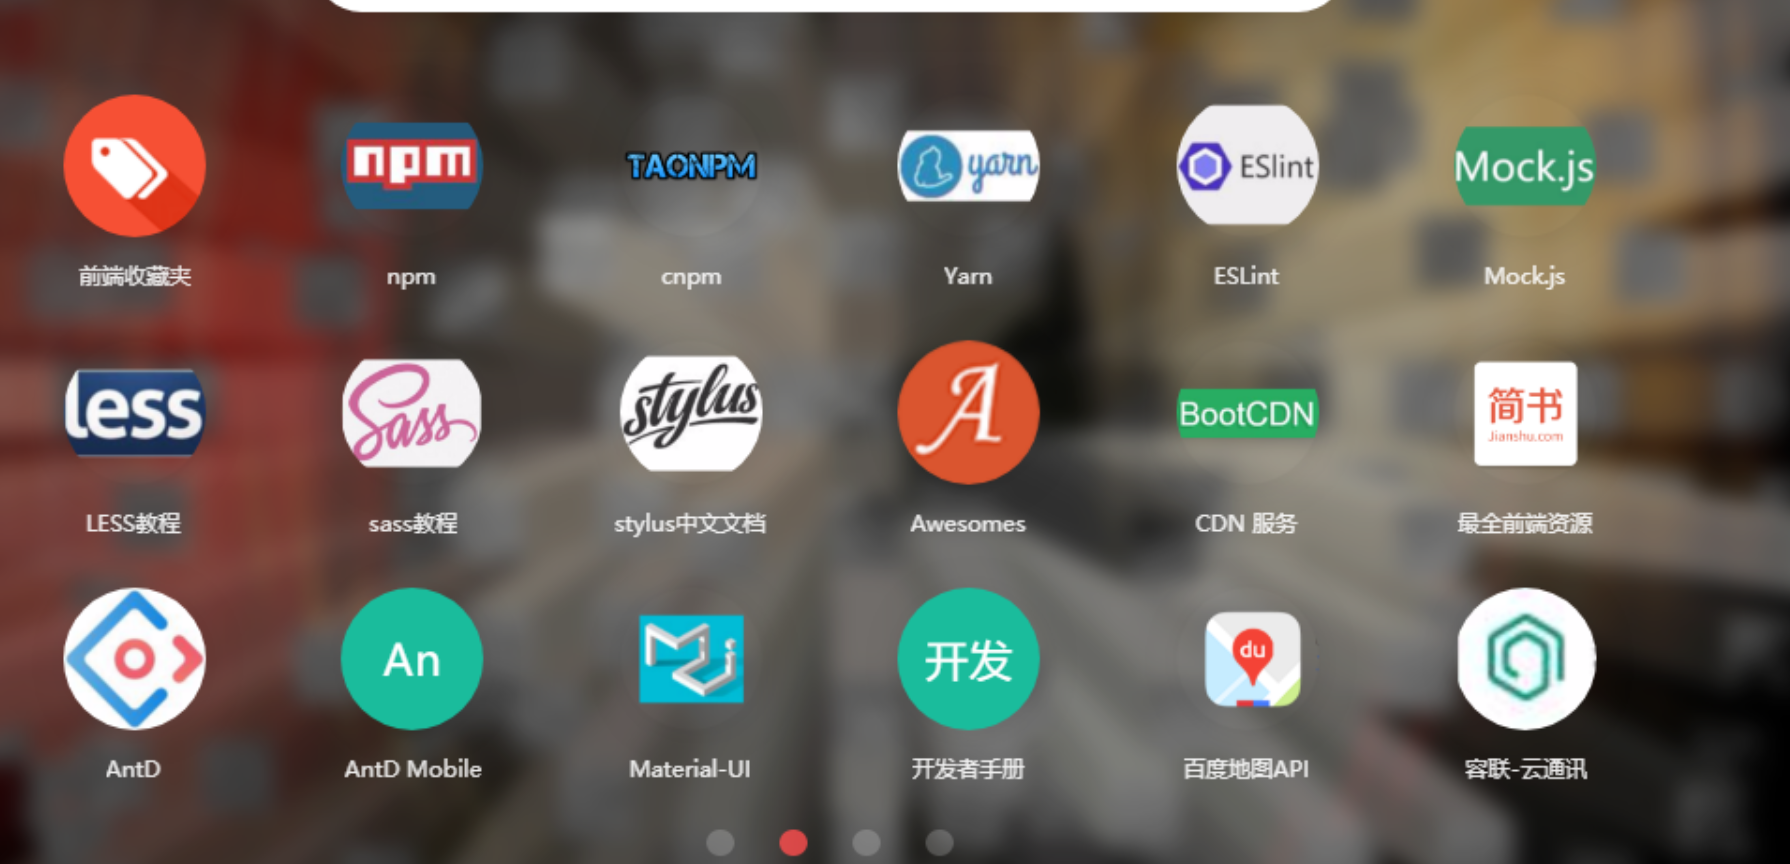 npm
TAONPM
yarn
ESlint
Mock.js
前端收藏夹
npm
cnpm
Yarn
ESLint
Mock.js
less
Sass
stylus
A
BootCDN
简书
Jianshu.com
LESS教程
sass教程
stylus中文文档
Awesomes
CDN 服务
最全前端资源
An
开发
du
AntD
AntD Mobile
Material-UI
开发者手册
百度地图API
容联-云通讯